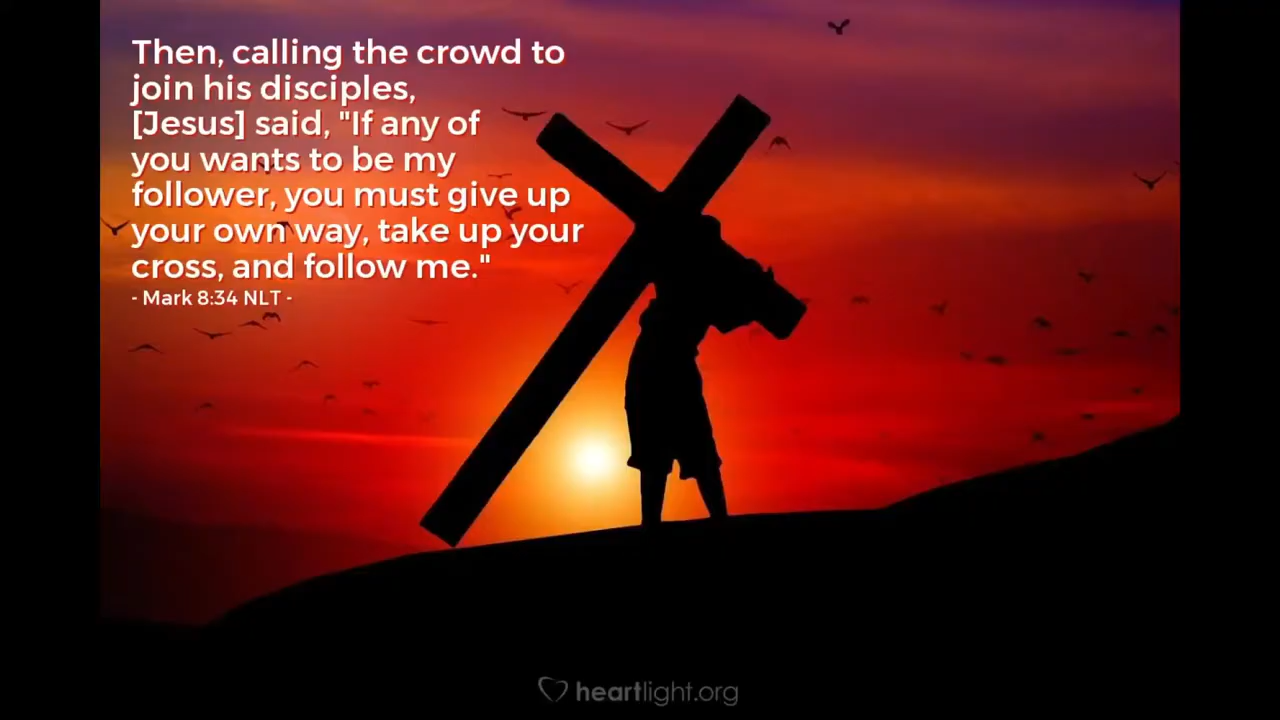 Then, calling the crowd to
join his disciples,
[Jesus] said, "If any of
you wants to be my
follower, you must give up
your own way, take up your
cross, and follow me."
- Mark 8:34 NLT -
heartlight.org